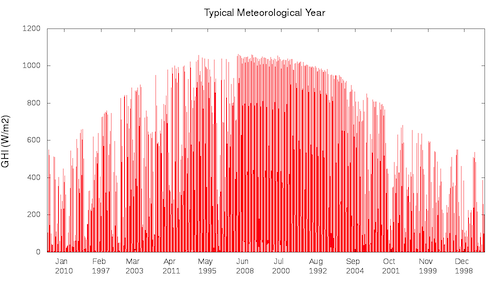 Typical Meteorological Year
GHI (W/m2)
1200
1000
800
600
400
200
0
Jan Feb Mar Apr May Jun Jul Aug Sep Oct Nov Dec
2010 1997 2003 2011 1995 2008 2000 1992 2004 2001 1999 1998